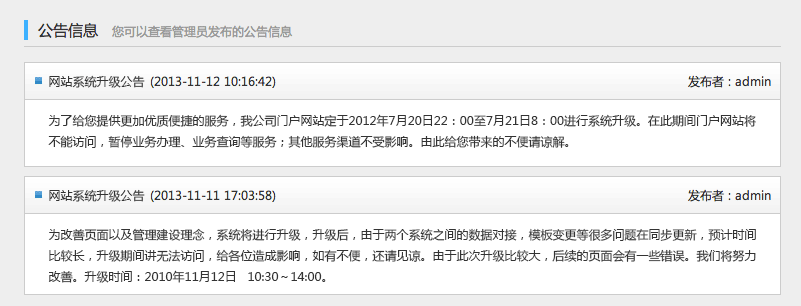 公告信息 您可以查看管理员发布的公告信息
网站系统升级公告 (2013-11-12 10:16:42) 发布者：admin
为了给您提供更加优质便捷的服务，我公司门户网站定于2012年7月20日22：00至7月21日8：00进行系统升级。在此期间门户网站将
不能访问，暂停业务办理、业务查询等服务；其他服务渠道不受影响。由此给您带来的不便请谅解。
网站系统升级公告 (2013-11-11 17:03:58) 发布者：admin
为改善页面以及管理建设理念，系统将进行升级，升级后，由于两个系统之间的数据对接，模板变更等很多问题在同步更新，预计时间
比较长，升级期间讲无法访问，给各位造成影响，如有不便，还请见谅。由于此次升级比较大，后续的页面会有一些错误。我们将努力
改善。升级时间：2010年11月12日 10:30～14:00。